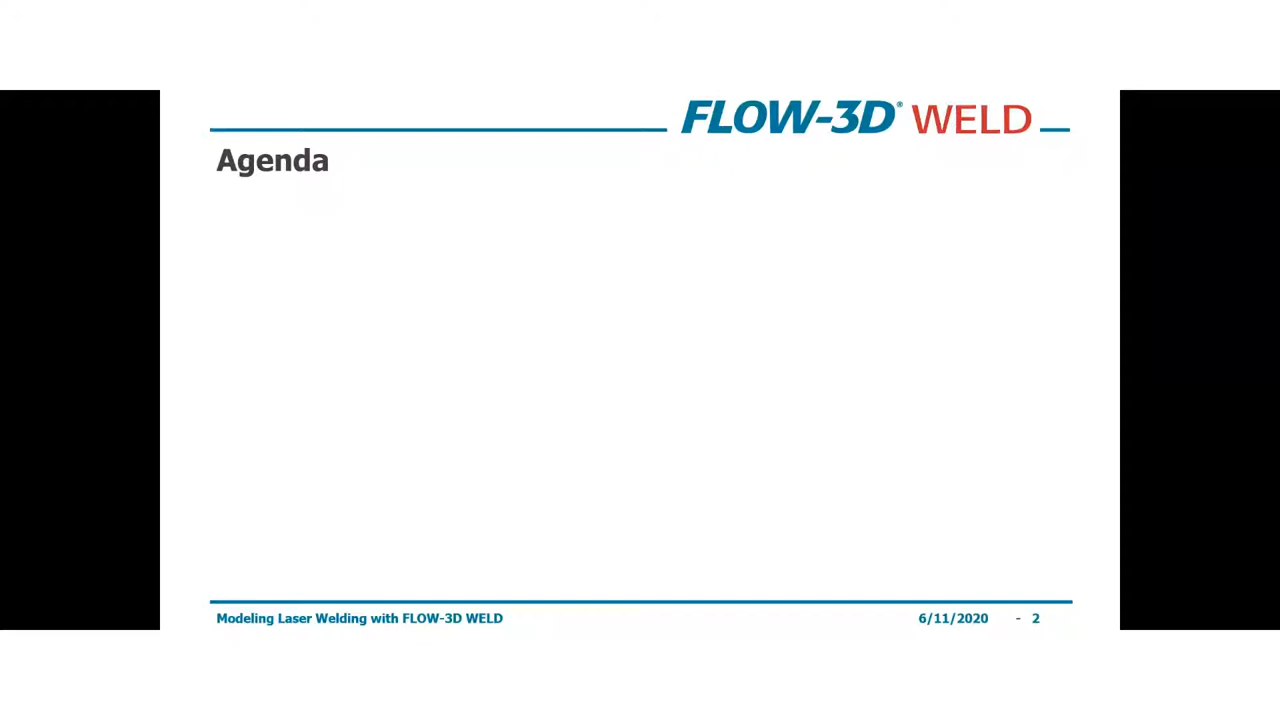 FLOW-3D® WELD
Agenda
Modeling Laser Welding with FLOW-3D WELD 6/11/2020 - 2